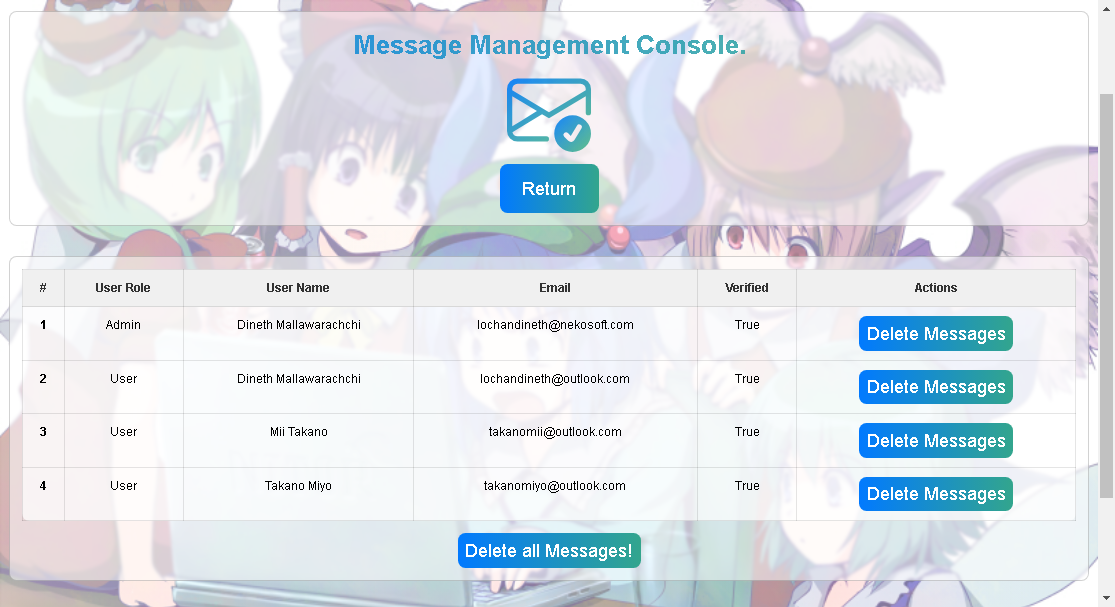 Message Management Console.
Return
# User Role User Name Email Verified Actions
1 Admin Dineth Mallawarachchi lochandineth@nekosoft.com True Delete Messages
2 User Dineth Mallawarachchi lochandineth@outlook.com True Delete Messages
3 User Mii Takano takanomii@outlook.com True Delete Messages
4 User Takano Miyo takanomiyo@outlook.com True Delete Messages
Delete all Messages!